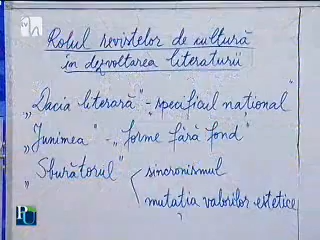 Rolul revistelor de cultură
în dezvoltarea literaturii
„Dacia literară" - „specificul național"
„Junimea" - „forme fără fond"
„Sburătorul" sincronismul
mutația valorilor estetice